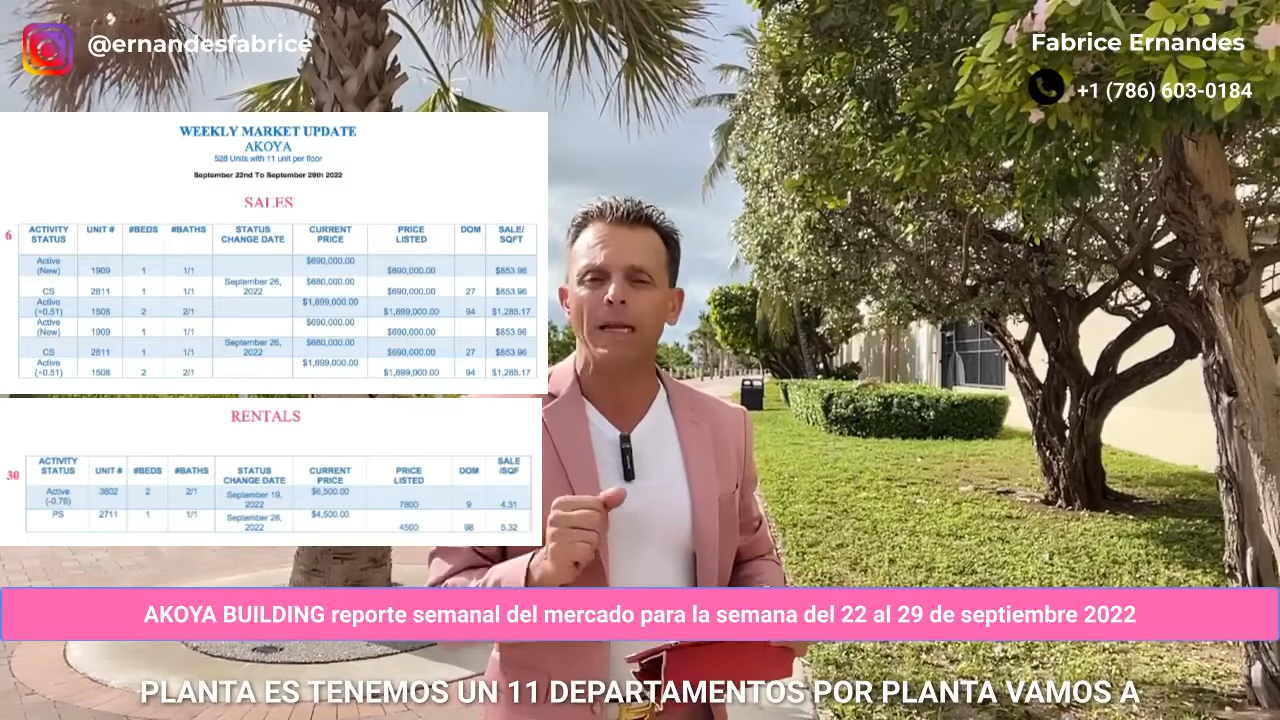 @ernandesfabrice
Fabrice Ernandes
+1 (786) 603-0184
WEEKLY MARKET UPDATE
AKOYA
528 Units with 11 unit per floor
September 22nd To September 29th 2022
SALES
6
ACTIVITY STATUS UNIT # #BEDS #BATHS STATUS CHANGE DATE CURRENT PRICE PRICE LISTED DOM SALE/ SQFT
Active (New) 1909 1 1/1 $690,000.00 $690,000.00 $853.96
CS 2811 1 1/1 September 26, 2022 $680,000.00 $690,000.00 27 $853.96
Active (+0.51) 1508 2 2/1 $1,699,000.00 $1,699,000.00 94 $1,285.17
Active (New) 1909 1 1/1 $690,000.00 $690,000.00 $853.96
CS 2811 1 1/1 September 26, 2022 $680,000.00 $690,000.00 27 $853.96
Active (+0.51) 1508 2 2/1 $1,699,000.00 $1,699,000.00 94 $1,285.17
RENTALS
30
ACTIVITY STATUS UNIT # #BEDS #BATHS STATUS CHANGE DATE CURRENT PRICE PRICE LISTED DOM SALE /SQF
Active (-0.76) 3802 2 2/1 September 19, 2022 $6,500.00 7800 9 4.31
PS 2711 1 1/1 September 26, 2022 $4,500.00 4500 98 5.32
AKOYA BUILDING reporte semanal del mercado para la semana del 22 al 29 de septiembre 2022
PLANTA ES TENEMOS UN 11 DEPARTAMENTOS POR PLANTA VAMOS A